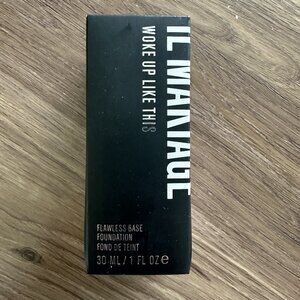 IL MAKIAGE
WOKE UP LIKE THIS
FLAWLESS BASE
FOUNDATION
FOND DE TEINT
30 ML / 1 FL OZ e